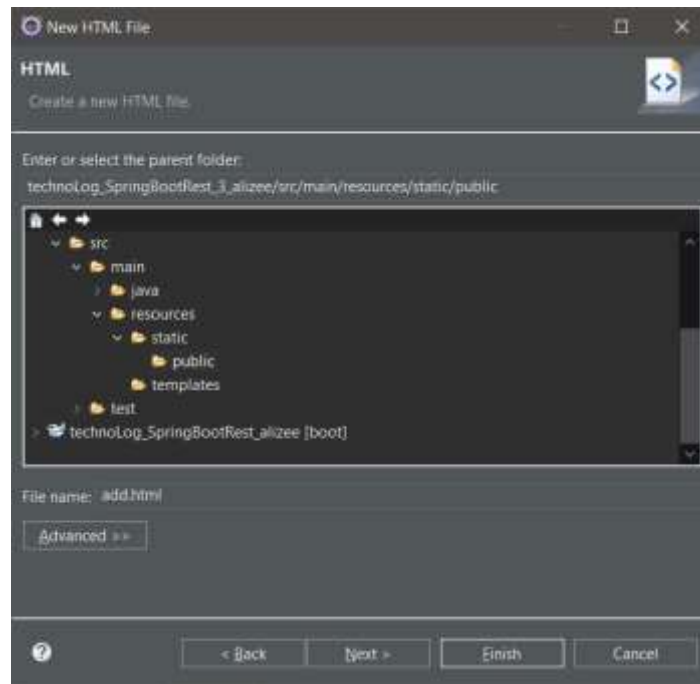 New HTML File
HTML
Create a new HTML file.
Enter or select the parent folder:
technoLog_SpringBootRest_3_alizee/src/main/resources/static/public
src
main
java
resources
static
public
templates
test
technoLog_SpringBootRest_alizee [boot]
File name: add.html
Advanced >>
< Back Next > Finish Cancel